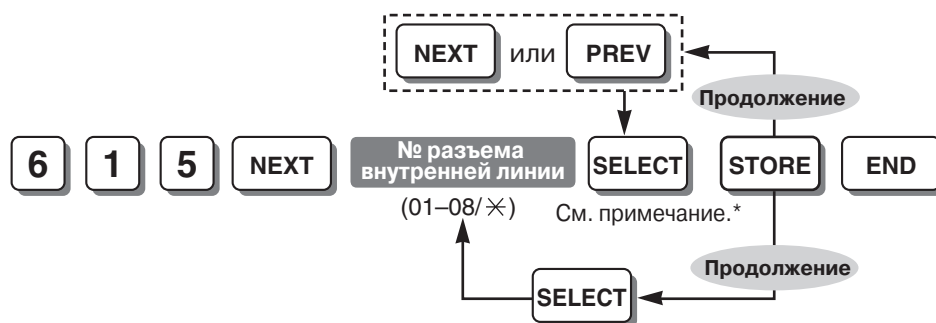 NEXT или PREV
Продолжение
6 1 5 NEXT № разъема внутренней линии SELECT STORE END
(01–08/✳) См. примечание.*
Продолжение
SELECT